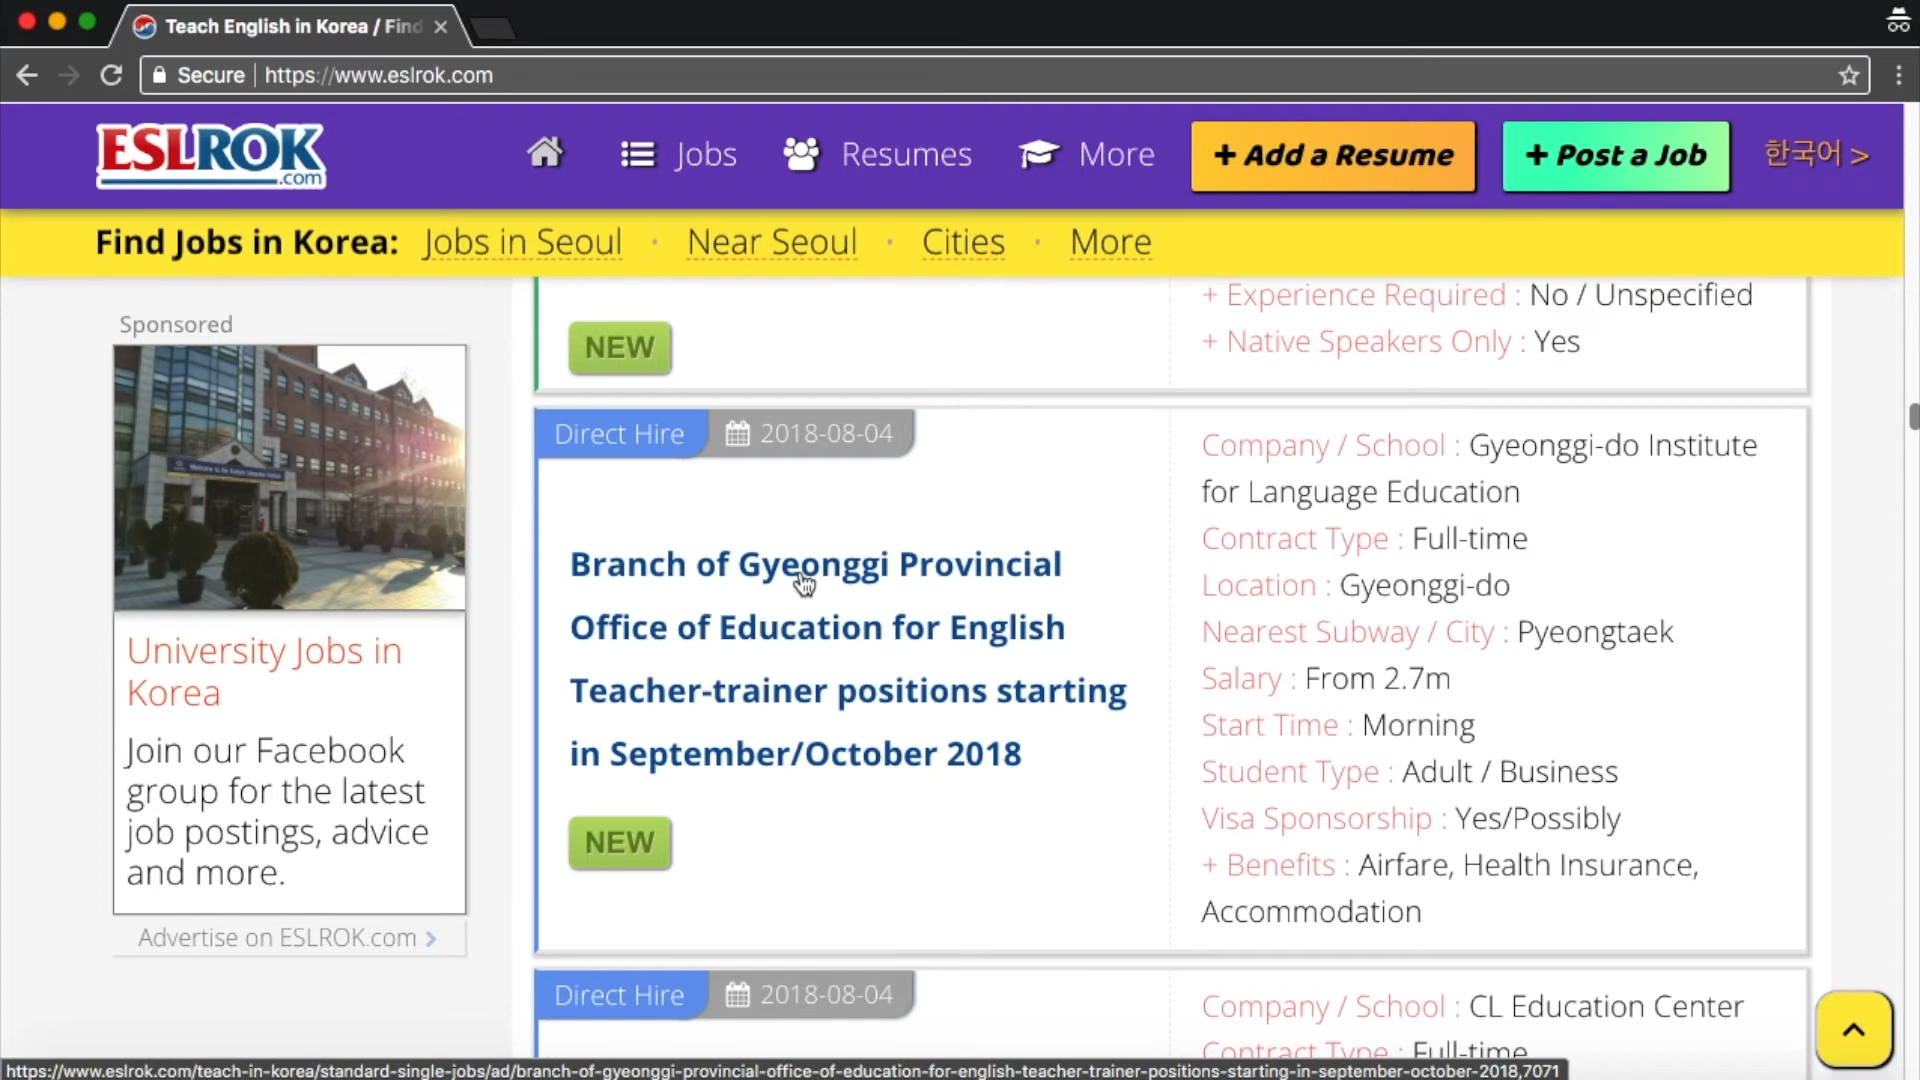 Teach English in Korea / Find
Secure
https://www.eslrok.com
ESLROK
.com
Jobs
Resumes
More
+ Add a Resume
+ Post a Job
한국어 >
Find Jobs in Korea:
Jobs in Seoul
Near Seoul
Cities
More
Sponsored
University Jobs in
Korea
Join our Facebook
group for the latest
job postings, advice
and more.
Advertise on ESLROK.com
NEW
+ Experience Required : No / Unspecified
+ Native Speakers Only : Yes
Direct Hire
2018-08-04
Branch of Gyeonggi Provincial
Office of Education for English
Teacher-trainer positions starting
in September/October 2018
NEW
Company / School : Gyeonggi-do Institute
for Language Education
Contract Type : Full-time
Location : Gyeonggi-do
Nearest Subway / City : Pyeongtaek
Salary : From 2.7m
Start Time : Morning
Student Type : Adult / Business
Visa Sponsorship : Yes/Possibly
+ Benefits : Airfare, Health Insurance,
Accommodation
Direct Hire
2018-08-04
Company / School : CL Education Center
Contract Type : Full-time
https://www.eslrok.com/teach-in-korea/standard-single-jobs/ad/branch-of-gyeonggi-provincial-office-of-education-for-english-teacher-trainer-positions-starting-in-september-october-2018,7071